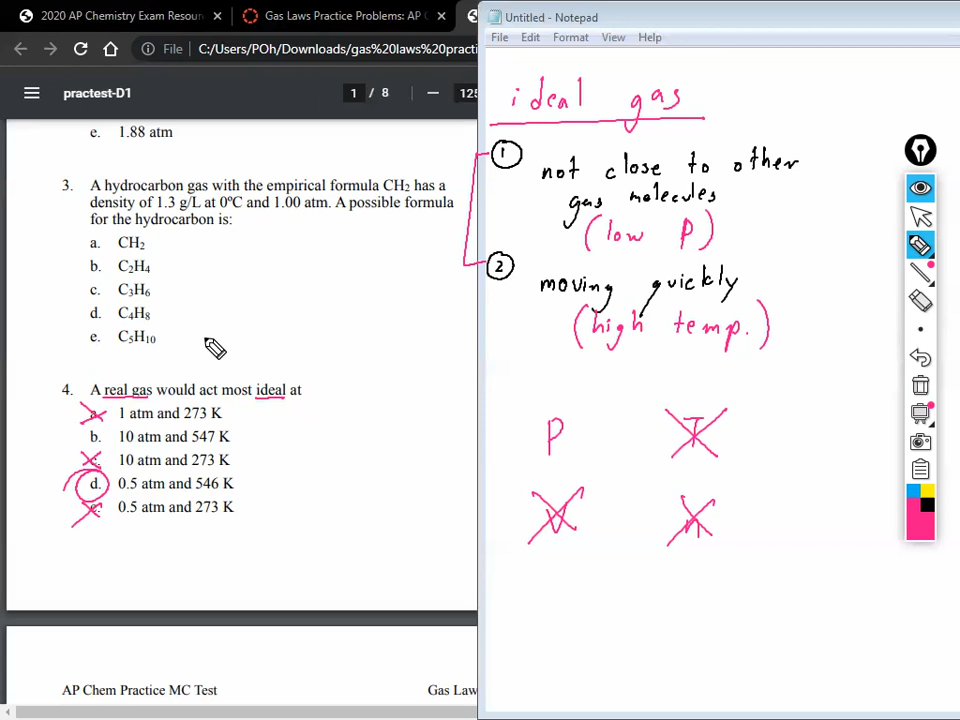 2020 AP Chemistry Exam Resour
Gas Laws Practice Problems: AP C
File C:/Users/POh/Downloads/gas%20laws%20practi
practest-D1 1 / 8 125
e. 1.88 atm
3. A hydrocarbon gas with the empirical formula CH₂ has a
density of 1.3 g/L at 0ºC and 1.00 atm. A possible formula
for the hydrocarbon is:
a. CH₂
b. C₂H₄
c. C₃H₆
d. C₄H₈
e. C₅H₁₀
4. A real gas would act most ideal at
a. 1 atm and 273 K
b. 10 atm and 547 K
c. 10 atm and 273 K
d. 0.5 atm and 546 K
e. 0.5 atm and 273 K
AP Chem Practice MC Test Gas Law
Untitled - Notepad
File Edit Format View Help
ideal gas
1 not close to other
gas molecules
(low P)
2 moving quickly
(high temp.)
P T
V n